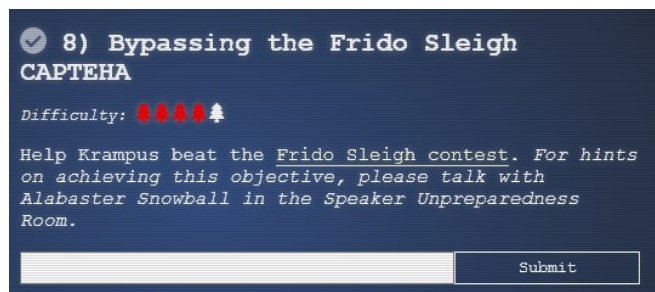 8) Bypassing the Frido Sleigh
CAPTEHA
Difficulty:
Help Krampus beat the Frido Sleigh contest. For hints
on achieving this objective, please talk with
Alabaster Snowball in the Speaker Unpreparedness
Room.
Submit